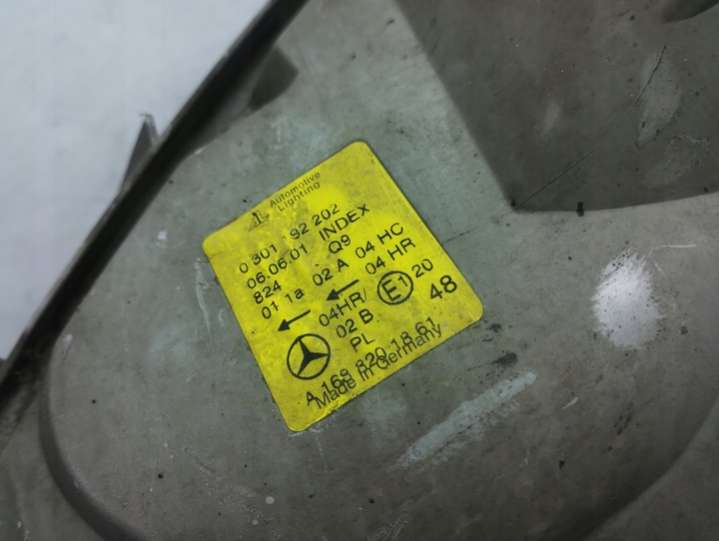 Automotive
Lighting
0 301 92 202
06.06.01 INDEX
824 Q9
01 1a 02 A 04 HC
04 HR
04HR/ E1 20
02 B 48
PL
A 168 820 18 61
Made in Germany